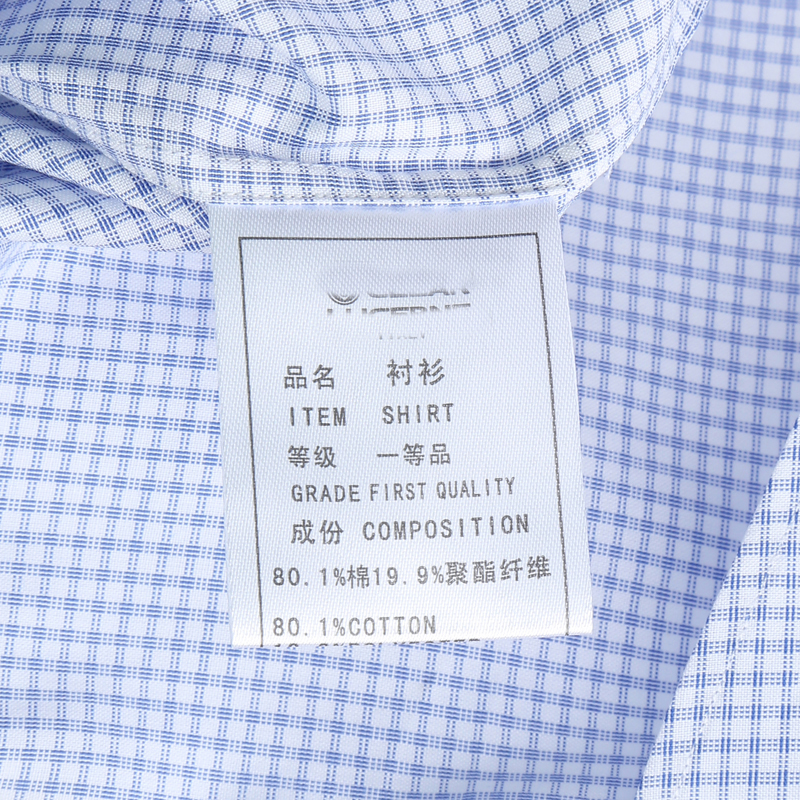 品名 衬衫
ITEM SHIRT
等级 一等品
GRADE FIRST QUALITY
成份 COMPOSITION
80.1%棉19.9%聚酯纤维
80.1%COTTON